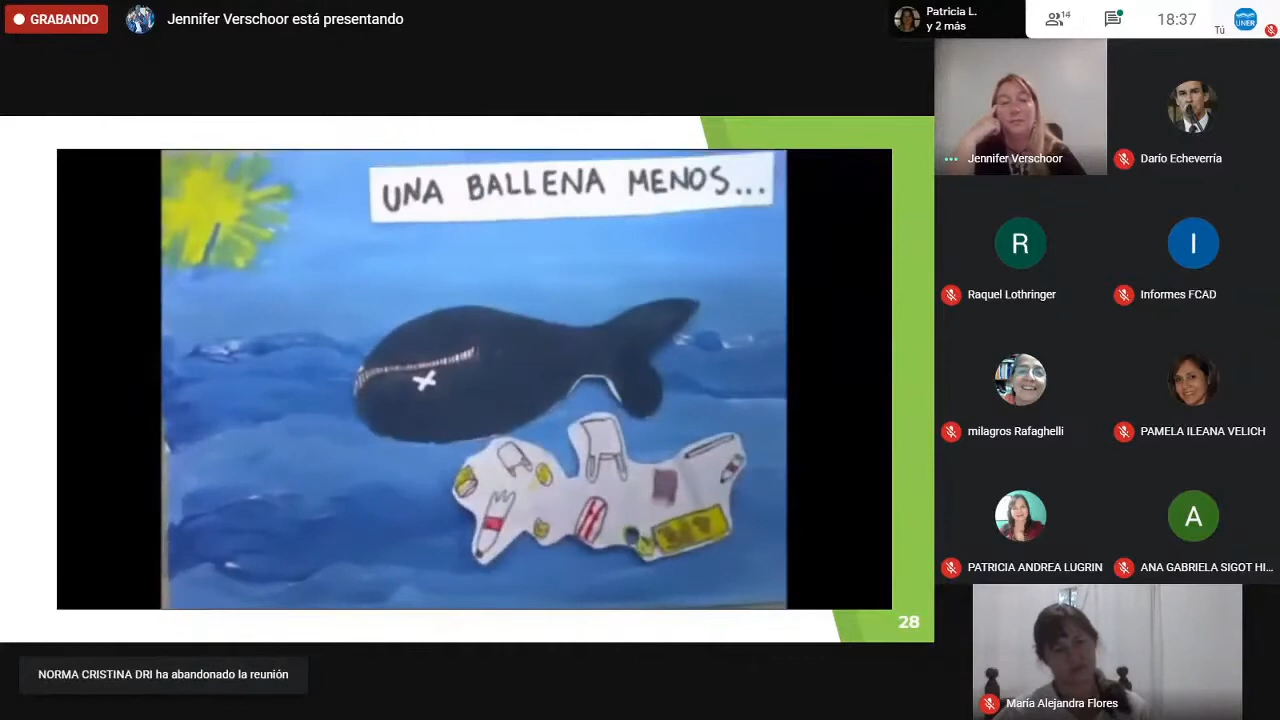 GRABANDO
Jennifer Verschoor está presentando
Patricia L.
y 2 más
14
18:37
Tú
UNER
UNA BALLENA MENOS...
Jennifer Verschoor
Darío Echeverría
R
I
Raquel Lothringer
Informes FCAD
milagros Rafaghelli
PAMELA ILEANA VELICH
A
PATRICIA ANDREA LUGRIN
ANA GABRIELA SIGOT HI...
28
NORMA CRISTINA DRI ha abandonado la reunión
María Alejandra Flores